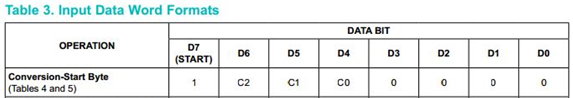 Table 3. Input Data Word Formats
OPERATION DATA BIT
D7 (START) D6 D5 D4 D3 D2 D1 D0
Conversion-Start Byte
(Tables 4 and 5) 1 C2 C1 C0 0 0 0 0